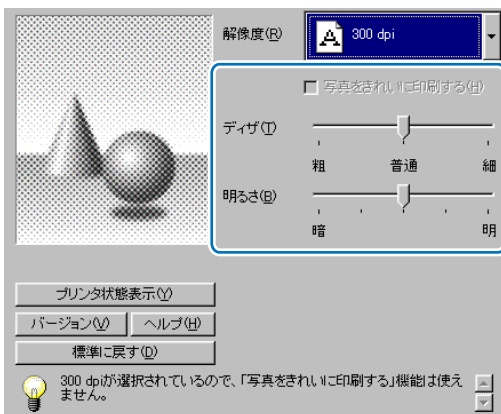 解像度(R)
A 300 dpi
写真をきれいに印刷する(H)
ディザ(T)
粗 普通 細
明るさ(B)
暗 明
プリンタ状態表示(Y)
バージョン(V) ヘルプ(H)
標準に戻す(D)
300 dpiが選択されているので、「写真をきれいに印刷する」機能は使え
ません。